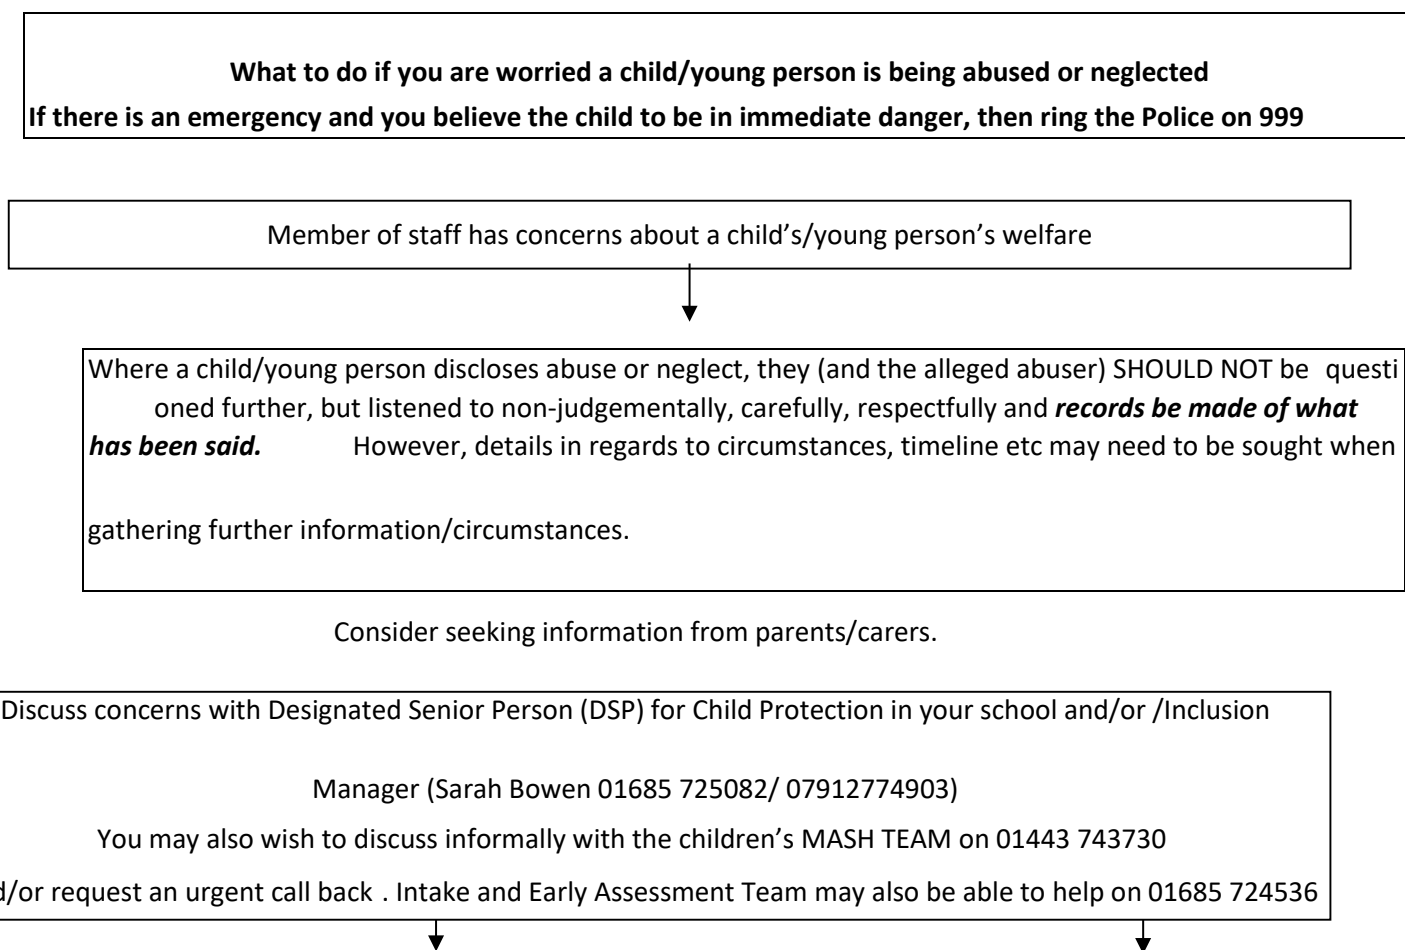 What to do if you are worried a child/young person is being abused or neglected
If there is an emergency and you believe the child to be in immediate danger, then ring the Police on 999
Member of staff has concerns about a child's/young person's welfare
Where a child/young person discloses abuse or neglect, they (and the alleged abuser) SHOULD NOT be questi
oned further, but listened to non-judgementally, carefully, respectfully and records be made of what
has been said. However, details in regards to circumstances, timeline etc may need to be sought when
gathering further information/circumstances.
Consider seeking information from parents/carers.
Discuss concerns with Designated Senior Person (DSP) for Child Protection in your school and/or /Inclusion
Manager (Sarah Bowen 01685 725082/ 07912774903)
You may also wish to discuss informally with the children's MASH TEAM on 01443 743730
d/or request an urgent call back . Intake and Early Assessment Team may also be able to help on 01685 724536